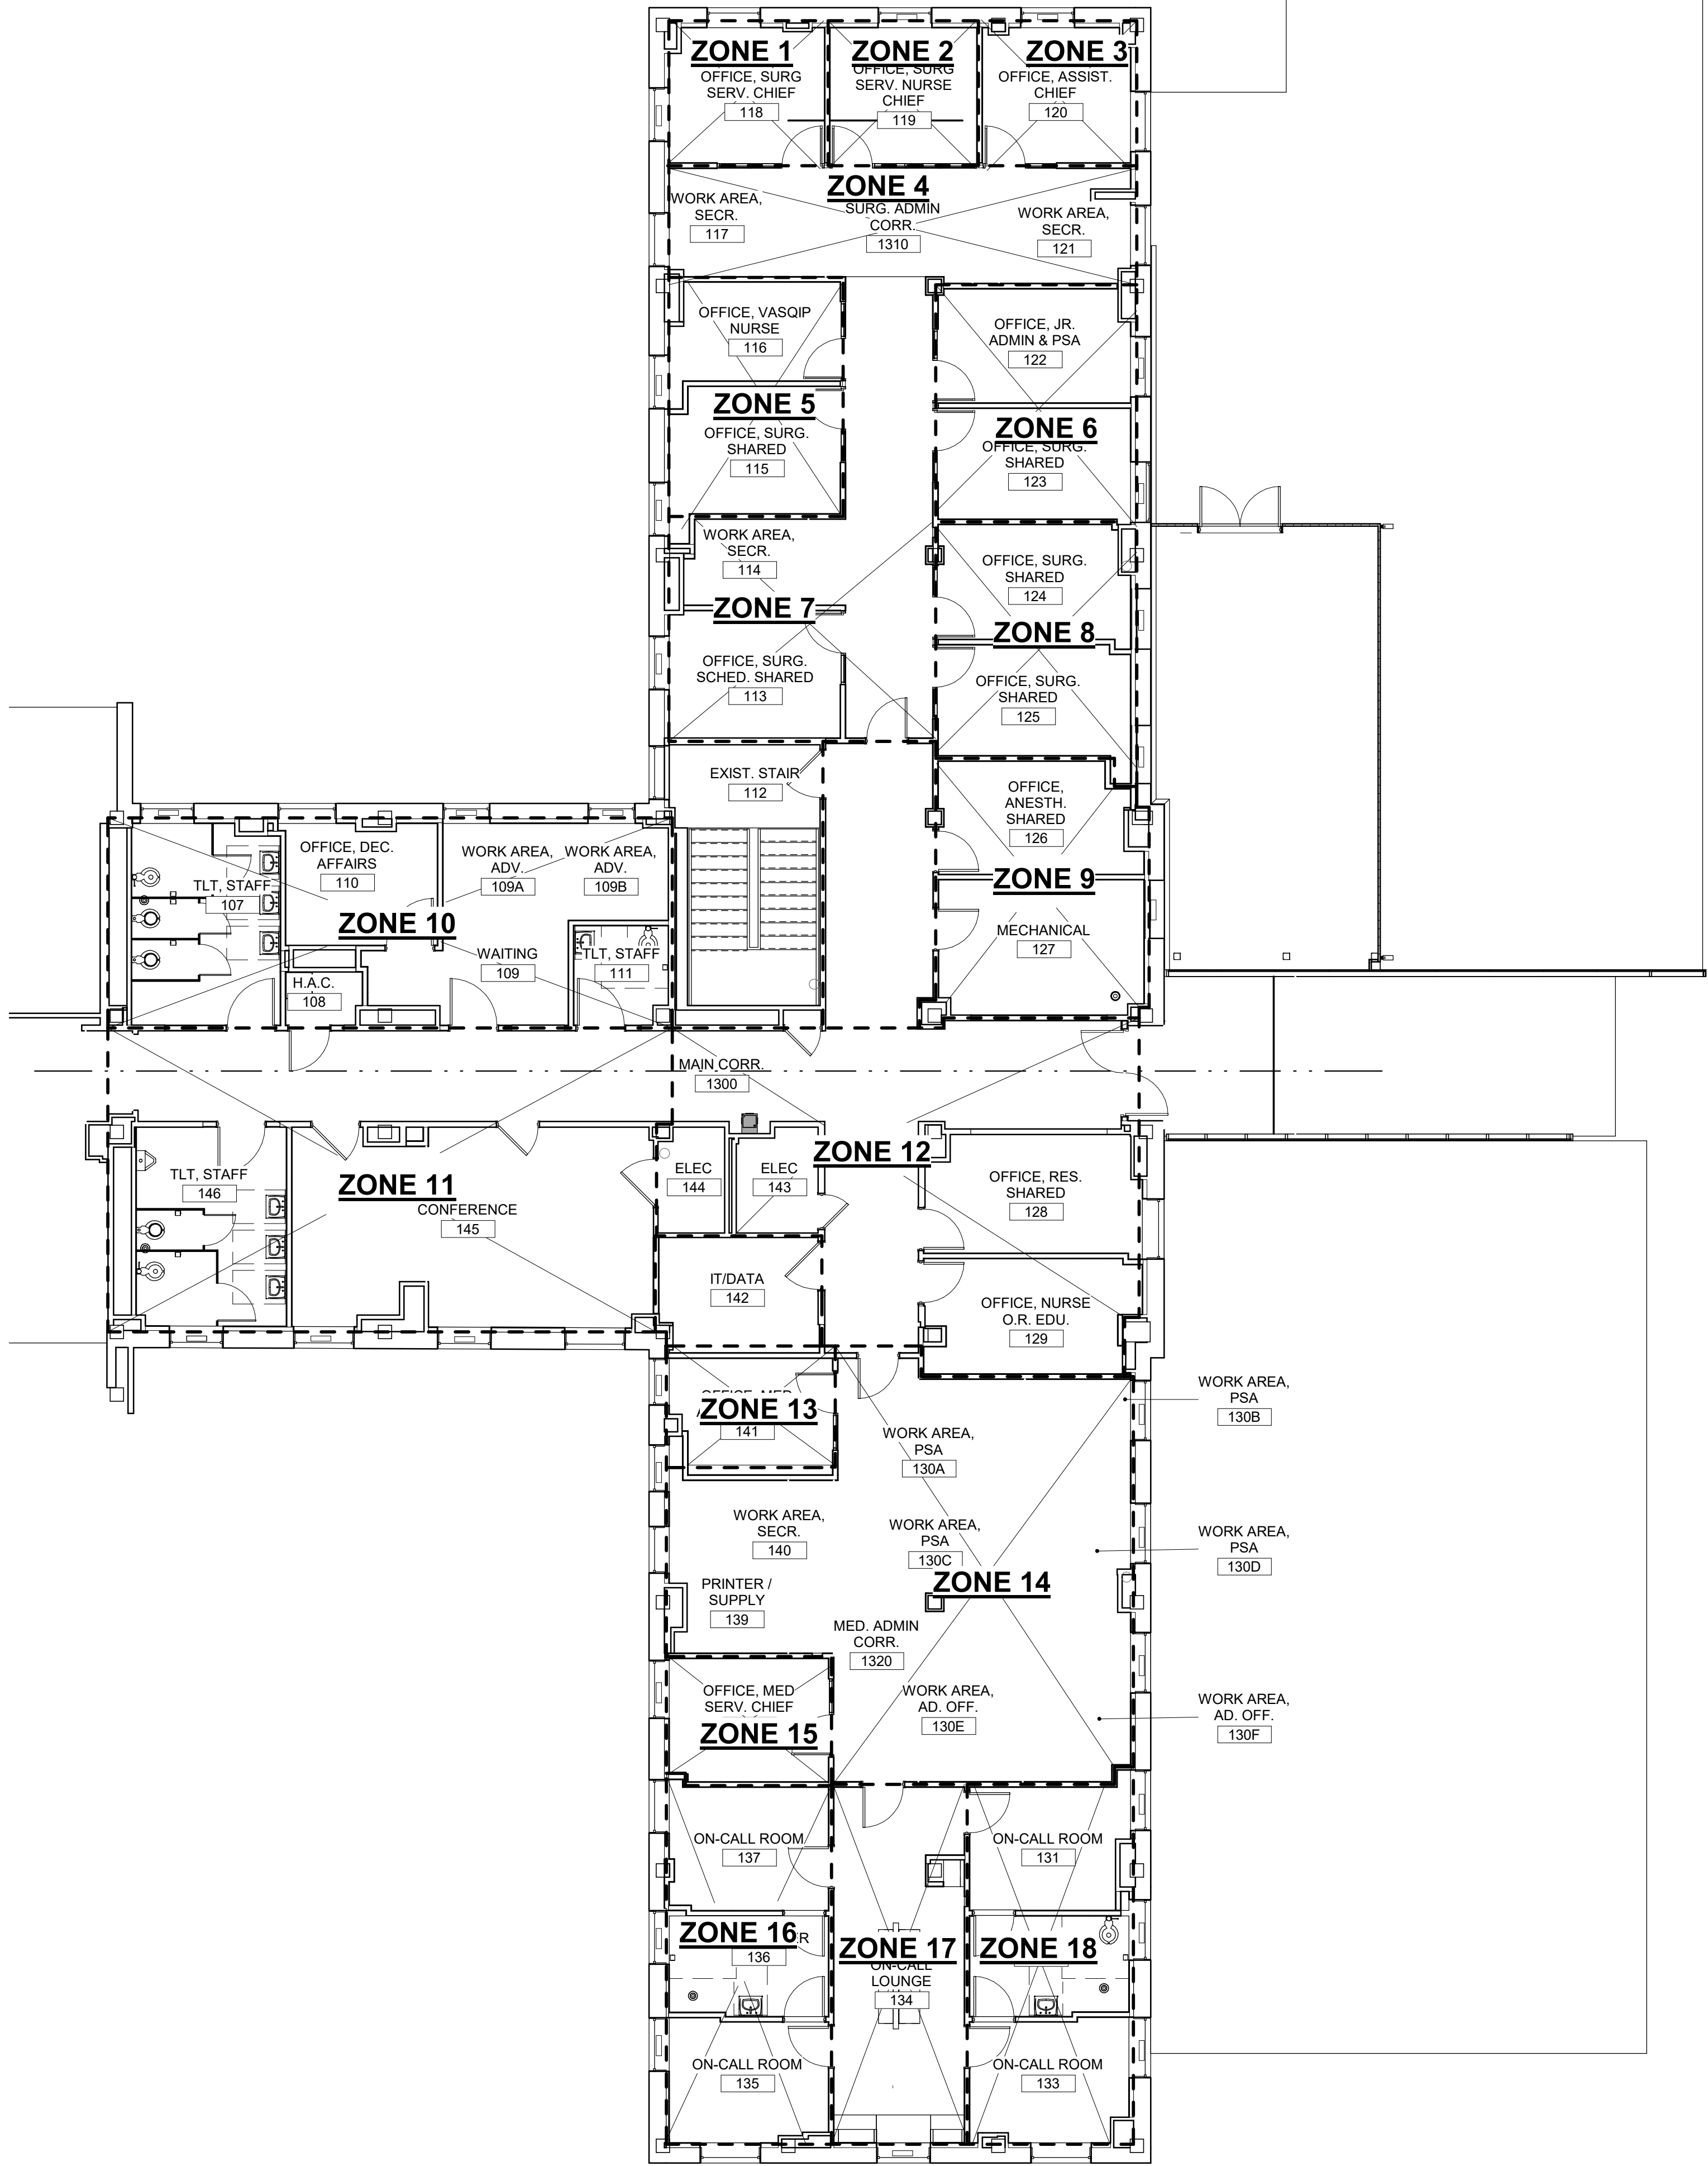 ZONE 1
OFFICE, SURG
SERV. CHIEF
118
ZONE 2
OFFICE, SURG
SERV. NURSE
CHIEF
119
ZONE 3
OFFICE, ASSIST.
CHIEF
120
ZONE 4
WORK AREA,
SECR.
117
SURG. ADMIN
CORR.
1310
WORK AREA,
SECR.
121
OFFICE, VASQIP
NURSE
116
OFFICE, JR.
ADMIN & PSA
122
ZONE 5
OFFICE, SURG.
SHARED
115
ZONE 6
OFFICE, SURG.
SHARED
123
WORK AREA,
SECR.
114
OFFICE, SURG.
SHARED
124
ZONE 7
ZONE 8
OFFICE, SURG.
SCHED. SHARED
113
OFFICE, SURG.
SHARED
125
EXIST. STAIR
112
OFFICE,
ANESTH.
SHARED
126
ZONE 9
MECHANICAL
127
TLT, STAFF
107
OFFICE, DEC.
AFFAIRS
110
WORK AREA,
ADV.
109A
WORK AREA,
ADV.
109B
ZONE 10
WAITING
109
TLT, STAFF
111
H.A.C.
108
MAIN CORR.
1300
TLT, STAFF
146
ZONE 11
CONFERENCE
145
ELEC
144
ELEC
143
ZONE 12
OFFICE, RES.
SHARED
128
IT/DATA
142
OFFICE, NURSE
O.R. EDU.
129
ZONE 13
141
WORK AREA,
PSA
130A
WORK AREA,
PSA
130B
WORK AREA,
SECR.
140
WORK AREA,
PSA
130C
WORK AREA,
PSA
130D
ZONE 14
PRINTER /
SUPPLY
139
MED. ADMIN
CORR.
1320
OFFICE, MED
SERV. CHIEF
ZONE 15
WORK AREA,
AD. OFF.
130E
WORK AREA,
AD. OFF.
130F
ON-CALL ROOM
137
ON-CALL ROOM
131
ZONE 16
136
ZONE 17
ON-CALL
LOUNGE
134
ZONE 18
ON-CALL ROOM
135
ON-CALL ROOM
133